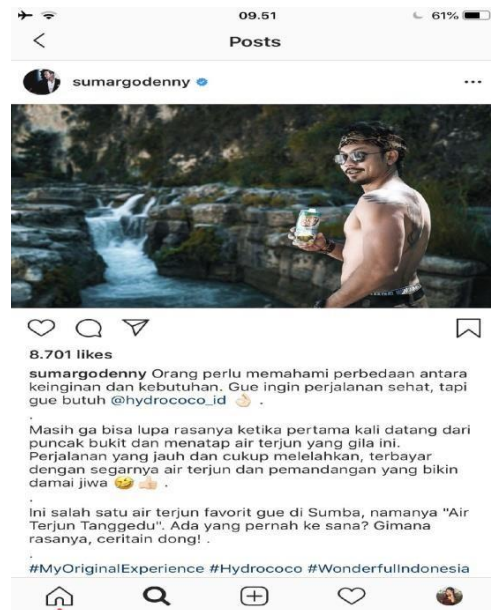 09.51
61%
Posts
sumargodenny
8.701 likes
sumargodenny Orang perlu memahami perbedaan antara
keinginan dan kebutuhan. Gue ingin perjalanan sehat, tapi
gue butuh @hydrococo_id 👌🏻 .
.
Masih ga bisa lupa rasanya ketika pertama kali datang dari
puncak bukit dan menatap air terjun yang gila ini.
Perjalanan yang jauh dan cukup melelahkan, terbayar
dengan segarnya air terjun dan pemandangan yang bikin
damai jiwa 🤣👍🏻 .
.
Ini salah satu air terjun favorit gue di Sumba, namanya "Air
Terjun Tanggedu". Ada yang pernah ke sana? Gimana
rasanya, ceritain dong! .
.
#MyOriginalExperience #Hydrococo #WonderfulIndonesia